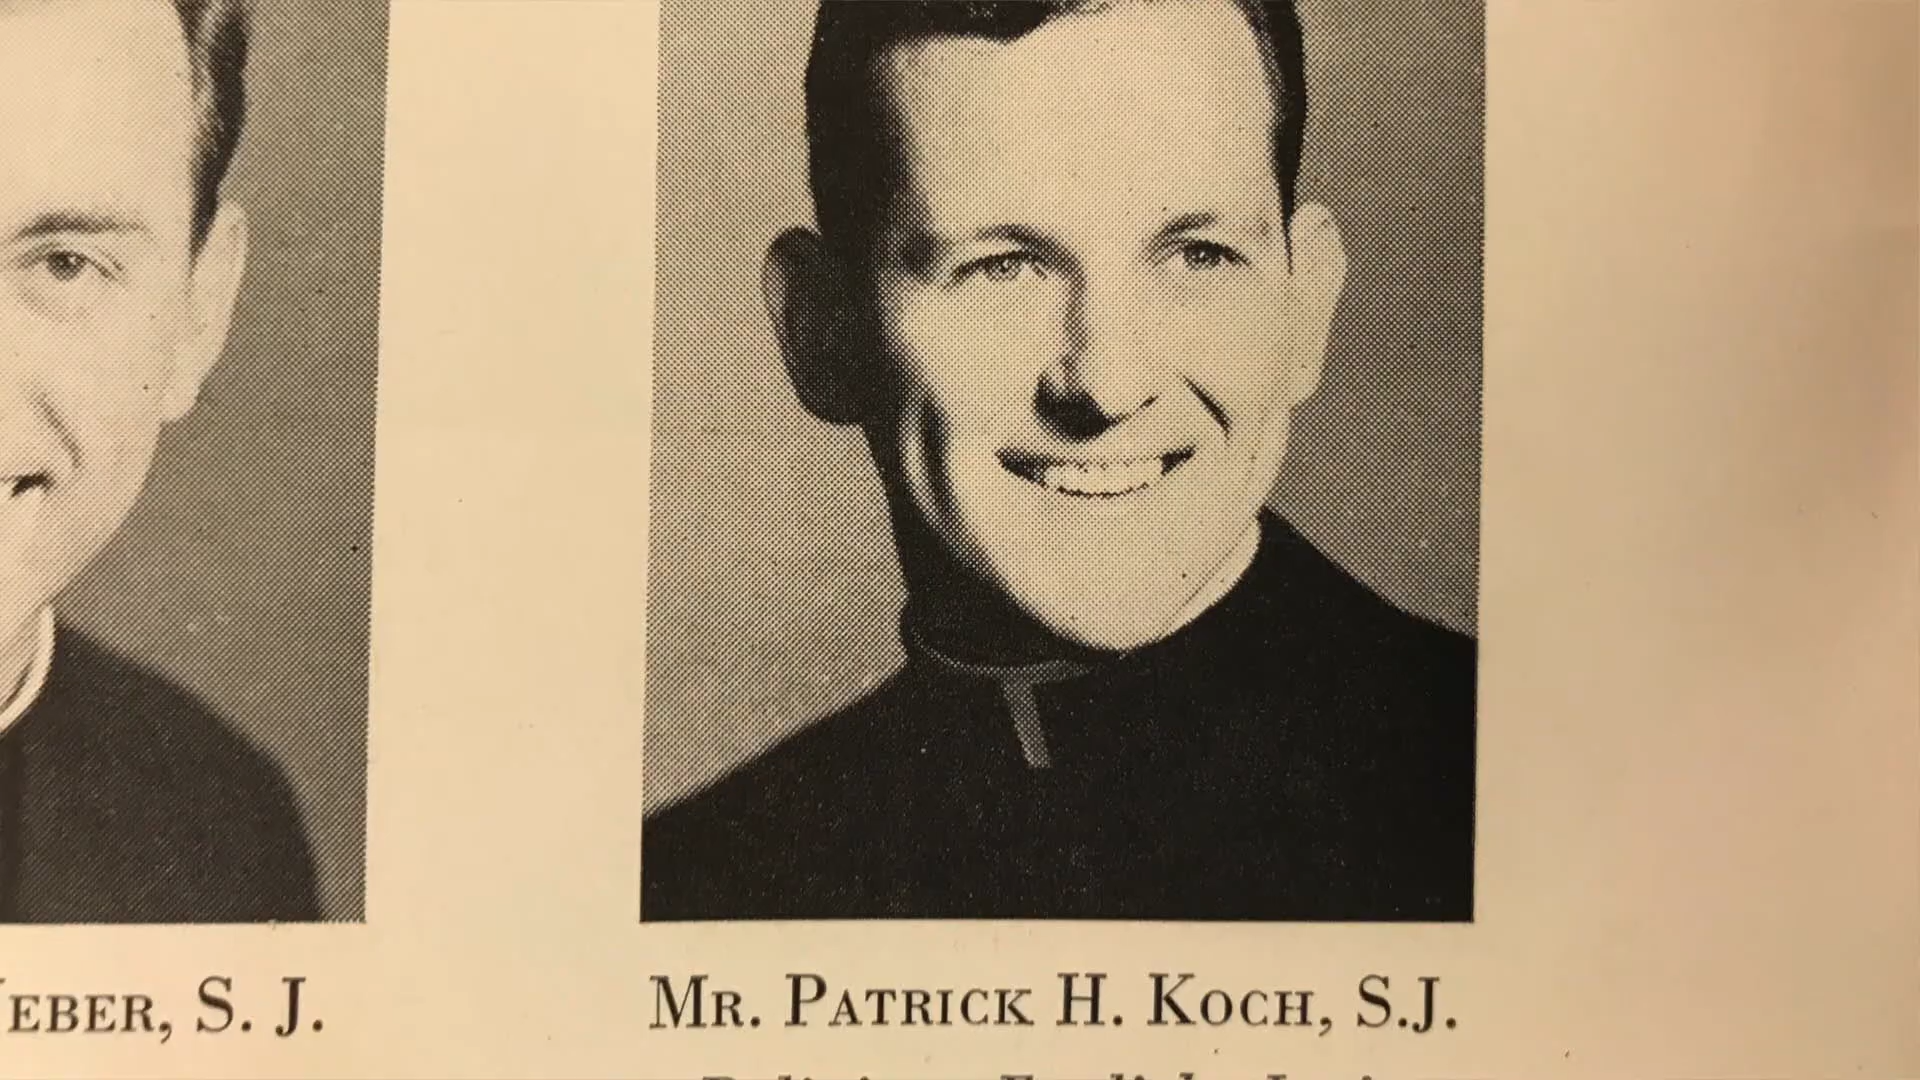 EBER, S. J.
MR. PATRICK H. KOCH, S.J.